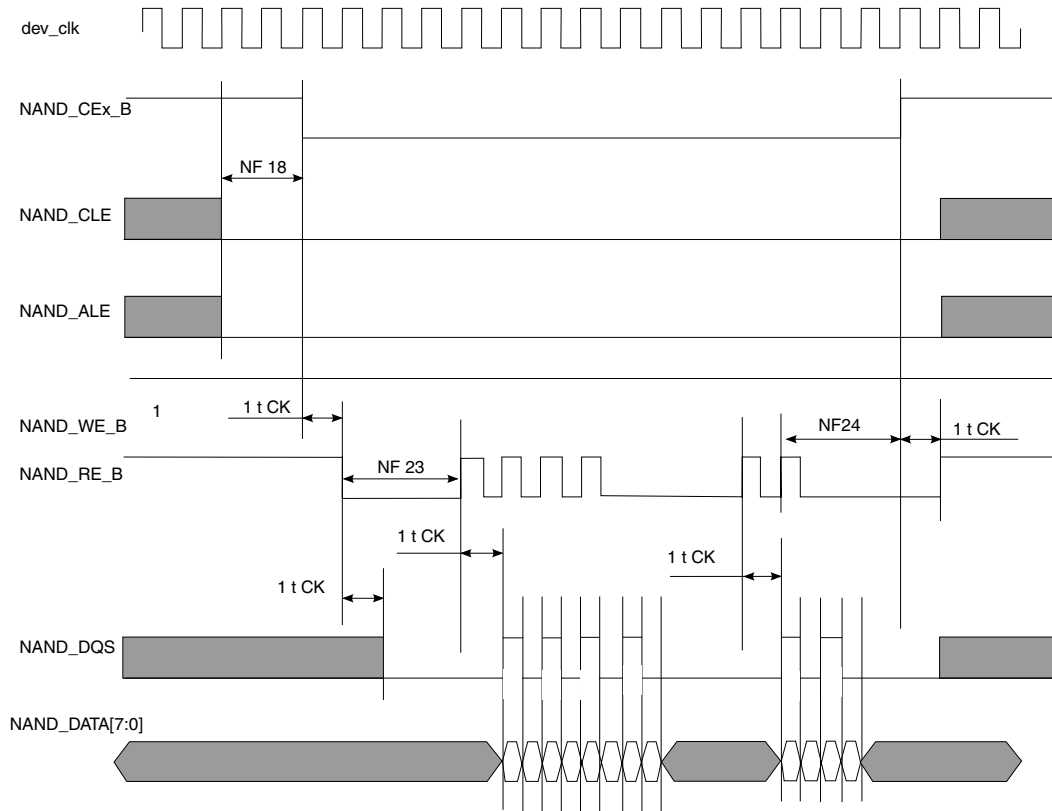 dev_clk
NAND_CEx_B
NF 18
NAND_CLE
NAND_ALE
1
1 t CK
NAND_WE_B
NF24
1 t CK
NAND_RE_B
NF 23
1 t CK
1 t CK
1 t CK
NAND_DQS
NAND_DATA[7:0]